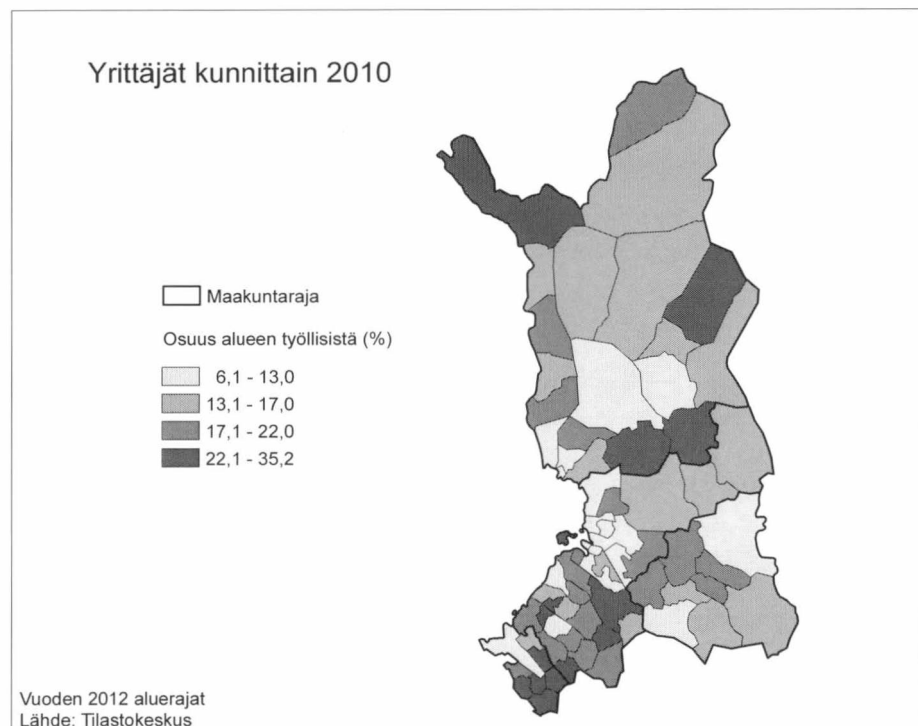 Yrittäjät kunnittain 2010
Maakuntaraja
Osuus alueen työllisistä (%)
6,1 - 13,0
13,1 - 17,0
17,1 - 22,0
22,1 - 35,2
Vuoden 2012 aluerajat
Lähde: Tilastokeskus